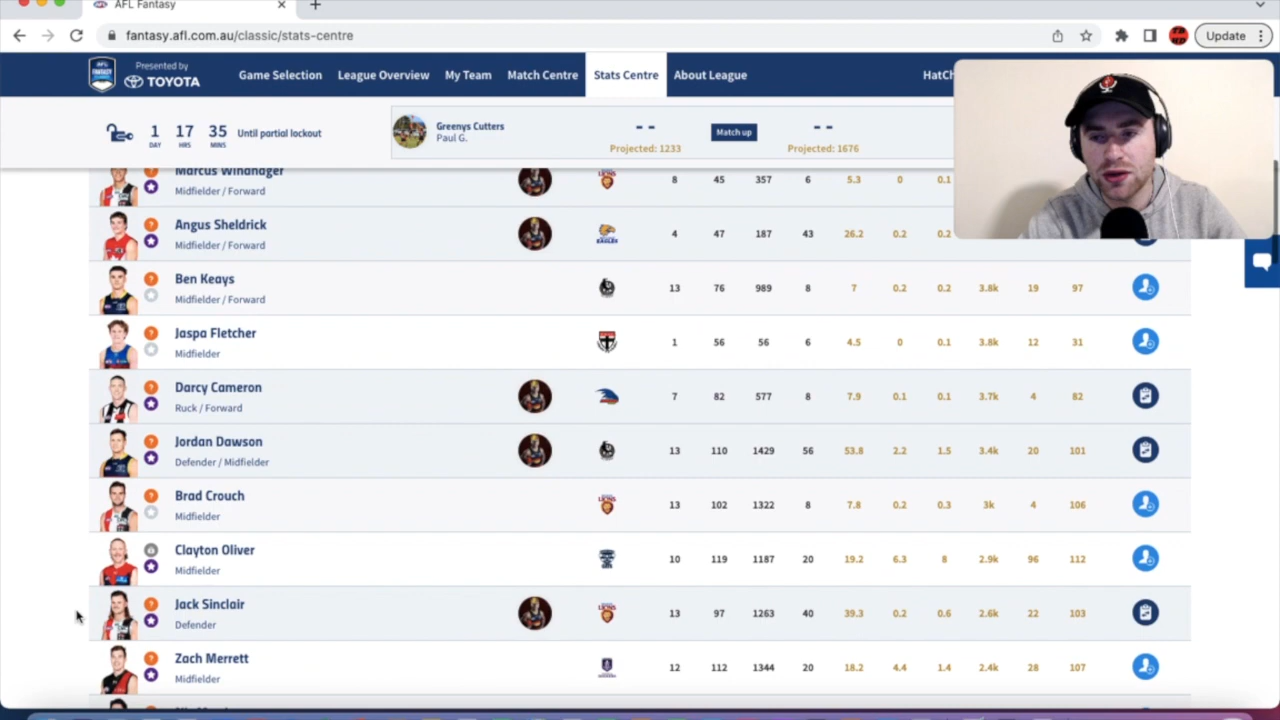 AFL Fantasy
fantasy.afl.com.au/classic/stats-centre
Update
Presented by
TOYOTA
Game Selection League Overview My Team Match Centre Stats Centre About League
1 17 35 Until partial lockout
DAY HRS MINS
Greenys Cutters
Paul G.
-- Match up --
Projected: 1233 Projected: 1676
Marcus Windhager
Midfielder / Forward
8 45 357 6 5.3 0 0.1
Angus Sheldrick
Midfielder / Forward
4 47 187 43 26.2 0.2 0.2
Ben Keays
Midfielder / Forward
13 76 989 8 7 0.2 0.2 3.8k 19 97
Jaspa Fletcher
Midfielder
1 56 56 6 4.5 0 0.1 3.8k 12 31
Darcy Cameron
Ruck / Forward
7 82 577 8 7.9 0.1 0.1 3.7k 4 82
Jordan Dawson
Defender / Midfielder
13 110 1429 56 53.8 2.2 1.5 3.4k 20 101
Brad Crouch
Midfielder
13 102 1322 8 7.8 0.2 0.3 3k 4 106
Clayton Oliver
Midfielder
10 119 1187 20 19.2 6.3 8 2.9k 96 112
Jack Sinclair
Defender
13 97 1263 40 39.3 0.2 0.6 2.6k 22 103
Zach Merrett
Midfielder
12 112 1344 20 18.2 4.4 1.4 2.4k 28 107